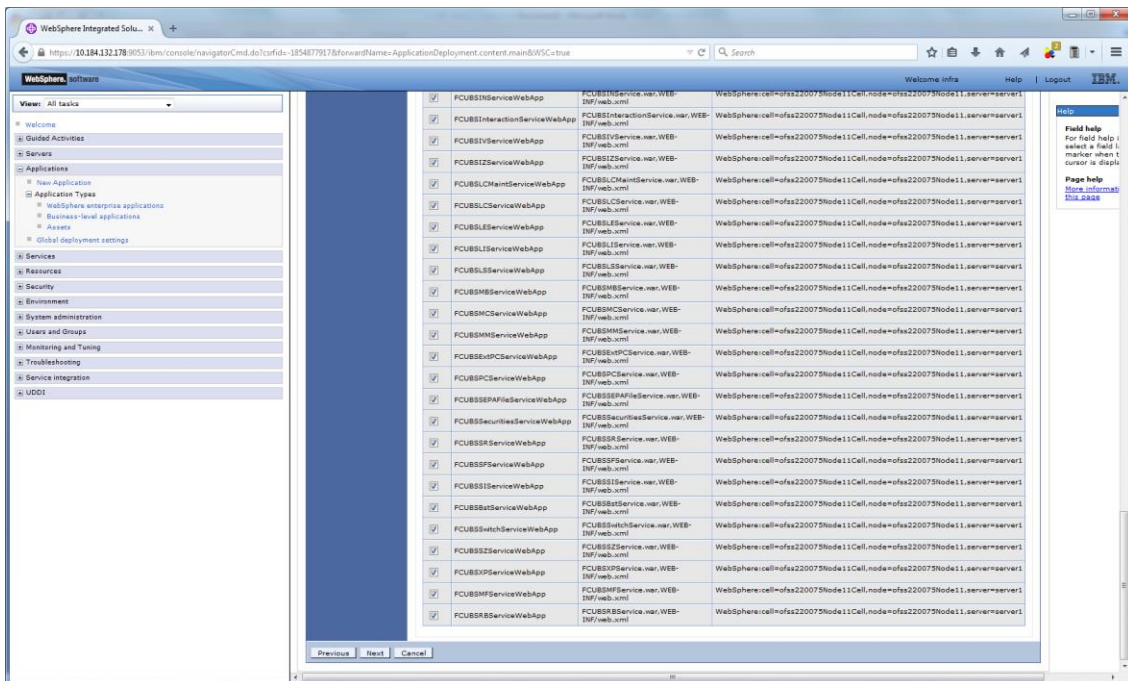 WebSphere Integrated Solu... × +
https://10.184.132.178:9053/ibm/console/navigatorCmd.do?csrfid=-1854877917&forwardName=ApplicationDeployment.content.main&WSC=true
Search
WebSphere. software
Welcome infra Help | Logout IBM.
View: All tasks
Welcome
Guided Activities
Servers
Applications
New Application
Application Types
WebSphere enterprise applications
Business-level applications
Assets
Global deployment settings
Services
Resources
Security
Environment
System administration
Users and Groups
Monitoring and Tuning
Troubleshooting
Service integration
UDDI
FCUBSINServiceWebApp FCUBSINService.war,WEB- WebSphere:cell=ofss220075Node11Cell,node=ofss220075Node11,server=server1
INF/web.xml
FCUBSInteractionServiceWebApp FCUBSInteractionService.war,WEB- WebSphere:cell=ofss220075Node11Cell,node=ofss220075Node11,server=server1
INF/web.xml
FCUBSIVServiceWebApp FCUBSIVService.war,WEB- WebSphere:cell=ofss220075Node11Cell,node=ofss220075Node11,server=server1
INF/web.xml
FCUBSIZServiceWebApp FCUBSIZService.war,WEB- WebSphere:cell=ofss220075Node11Cell,node=ofss220075Node11,server=server1
INF/web.xml
FCUBSLCMaintServiceWebApp FCUBSLCMaintService.war,WEB- WebSphere:cell=ofss220075Node11Cell,node=ofss220075Node11,server=server1
INF/web.xml
FCUBSLCServiceWebApp FCUBSLCService.war,WEB- WebSphere:cell=ofss220075Node11Cell,node=ofss220075Node11,server=server1
INF/web.xml
FCUBSLEServiceWebApp FCUBSLEService.war,WEB- WebSphere:cell=ofss220075Node11Cell,node=ofss220075Node11,server=server1
INF/web.xml
FCUBSLIServiceWebApp FCUBSLIService.war,WEB- WebSphere:cell=ofss220075Node11Cell,node=ofss220075Node11,server=server1
INF/web.xml
FCUBSLSServiceWebApp FCUBSLSService.war,WEB- WebSphere:cell=ofss220075Node11Cell,node=ofss220075Node11,server=server1
INF/web.xml
FCUBSMBServiceWebApp FCUBSMBService.war,WEB- WebSphere:cell=ofss220075Node11Cell,node=ofss220075Node11,server=server1
INF/web.xml
FCUBSMCServiceWebApp FCUBSMCService.war,WEB- WebSphere:cell=ofss220075Node11Cell,node=ofss220075Node11,server=server1
INF/web.xml
FCUBSMMServiceWebApp FCUBSMMService.war,WEB- WebSphere:cell=ofss220075Node11Cell,node=ofss220075Node11,server=server1
INF/web.xml
FCUBSExtPCServiceWebApp FCUBSExtPCService.war,WEB- WebSphere:cell=ofss220075Node11Cell,node=ofss220075Node11,server=server1
INF/web.xml
FCUBSPCServiceWebApp FCUBSPCService.war,WEB- WebSphere:cell=ofss220075Node11Cell,node=ofss220075Node11,server=server1
INF/web.xml
FCUBSSEPAFileServiceWebApp FCUBSSEPAFileService.war,WEB- WebSphere:cell=ofss220075Node11Cell,node=ofss220075Node11,server=server1
INF/web.xml
FCUBSSecuritiesServiceWebApp FCUBSSecuritiesService.war,WEB- WebSphere:cell=ofss220075Node11Cell,node=ofss220075Node11,server=server1
INF/web.xml
FCUBSSRServiceWebApp FCUBSSRService.war,WEB- WebSphere:cell=ofss220075Node11Cell,node=ofss220075Node11,server=server1
INF/web.xml
FCUBSSFServiceWebApp FCUBSSFService.war,WEB- WebSphere:cell=ofss220075Node11Cell,node=ofss220075Node11,server=server1
INF/web.xml
FCUBSSIServiceWebApp FCUBSSIService.war,WEB- WebSphere:cell=ofss220075Node11Cell,node=ofss220075Node11,server=server1
INF/web.xml
FCUBSBstServiceWebApp FCUBSBstService.war,WEB- WebSphere:cell=ofss220075Node11Cell,node=ofss220075Node11,server=server1
INF/web.xml
FCUBSSwitchServiceWebApp FCUBSSwitchService.war,WEB- WebSphere:cell=ofss220075Node11Cell,node=ofss220075Node11,server=server1
INF/web.xml
FCUBSSZServiceWebApp FCUBSSZService.war,WEB- WebSphere:cell=ofss220075Node11Cell,node=ofss220075Node11,server=server1
INF/web.xml
FCUBSXPServiceWebApp FCUBSXPService.war,WEB- WebSphere:cell=ofss220075Node11Cell,node=ofss220075Node11,server=server1
INF/web.xml
FCUBSMFServiceWebApp FCUBSMFService.war,WEB- WebSphere:cell=ofss220075Node11Cell,node=ofss220075Node11,server=server1
INF/web.xml
FCUBSRBServiceWebApp FCUBSRBService.war,WEB- WebSphere:cell=ofss220075Node11Cell,node=ofss220075Node11,server=server1
INF/web.xml
Previous Next Cancel
Help
Field help
For field help i
select a field l
marker when t
cursor is displa
Page help
More informati
this page